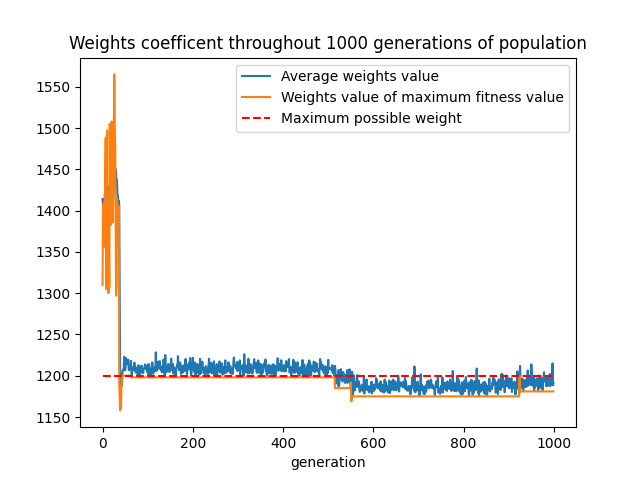 Weights coefficent throughout 1000 generations of population
Average weights value
Weights value of maximum fitness value
Maximum possible weight
1550
1500
1450
1400
1350
1300
1250
1200
1150
0 200 400 600 800 1000
generation